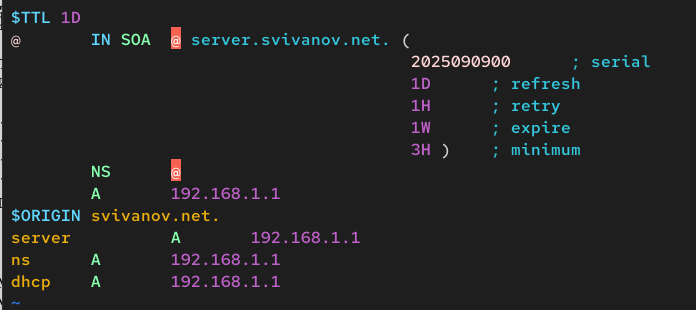 $TTL 1D
@ IN SOA @ server.svivanov.net. (
2025090900 ; serial
1D ; refresh
1H ; retry
1W ; expire
3H ) ; minimum
NS @
A 192.168.1.1
$ORIGIN svivanov.net.
server A 192.168.1.1
ns A 192.168.1.1
dhcp A 192.168.1.1
~